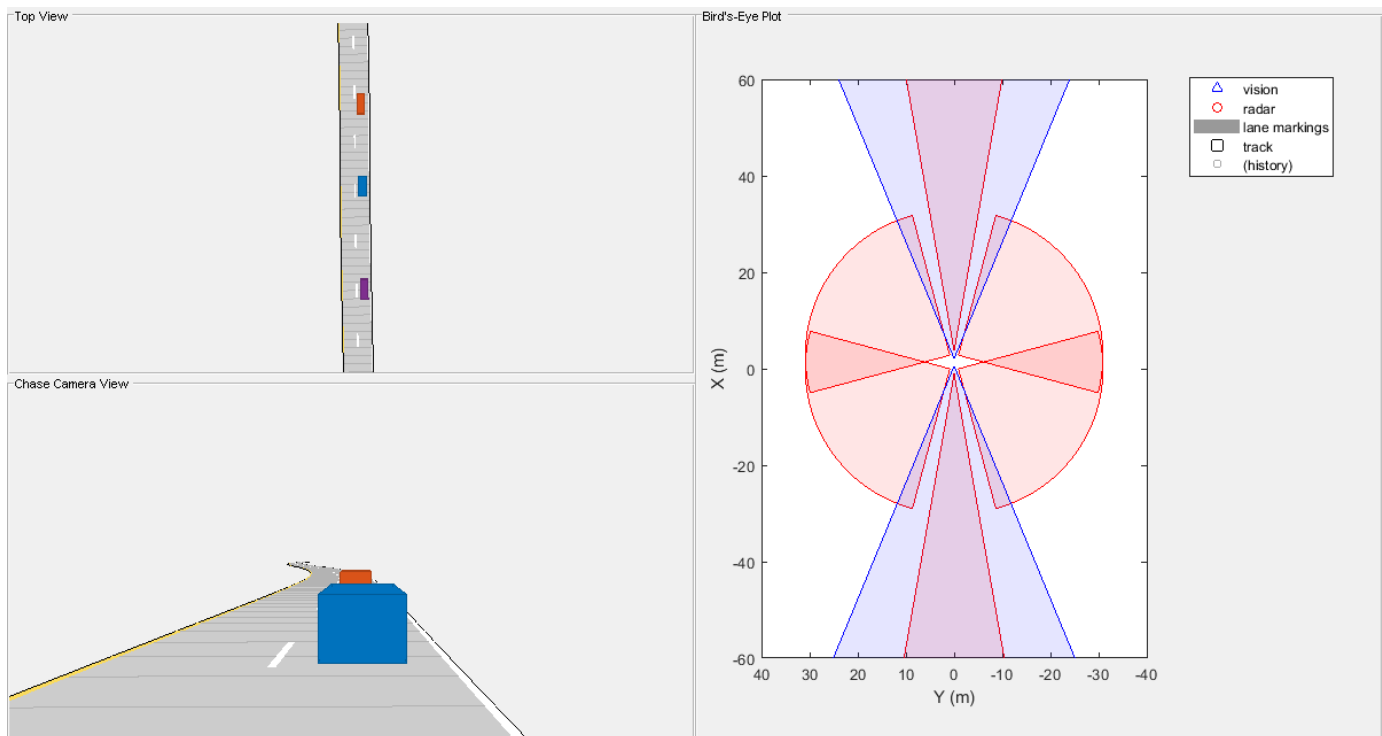 Top View
Chase Camera View
Bird's-Eye Plot
60
40
20
0
-20
-40
-60
X (m)
40
30
20
10
0
-10
-20
-30
-40
Y (m)
vision
radar
lane markings
track
(history)